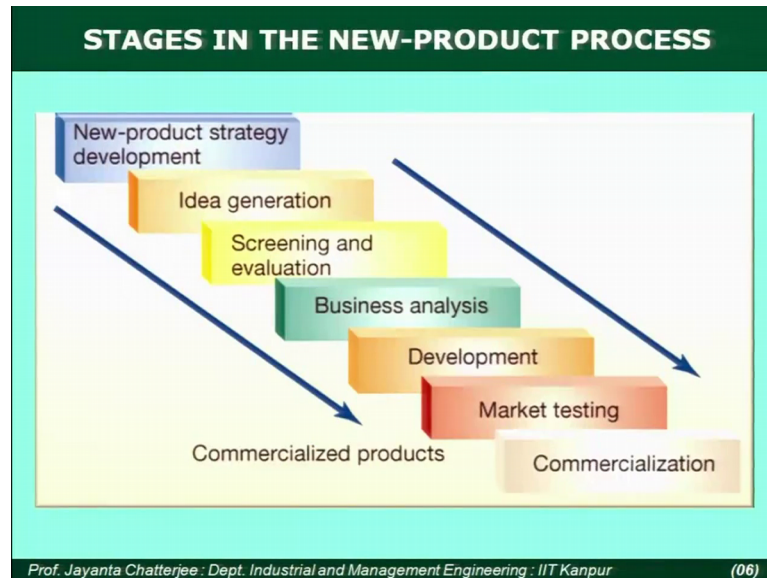 STAGES IN THE NEW-PRODUCT PROCESS
New-product strategy
development
Idea generation
Screening and
evaluation
Business analysis
Development
Market testing
Commercialized products
Commercialization
Prof. Jayanta Chatterjee : Dept. Industrial and Management Engineering : IIT Kanpur (06)